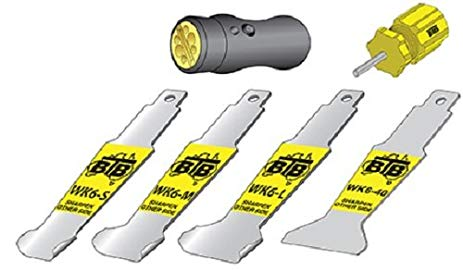 BTB
BTB
WK6-S
SHARPEN
OTHER SIDE
BTB
WK6-M
SHARPEN
OTHER SIDE
BTB
WK6-L
SHARPEN
OTHER SIDE
BTB
WK6-40
SHARPEN
OTHER SIDE